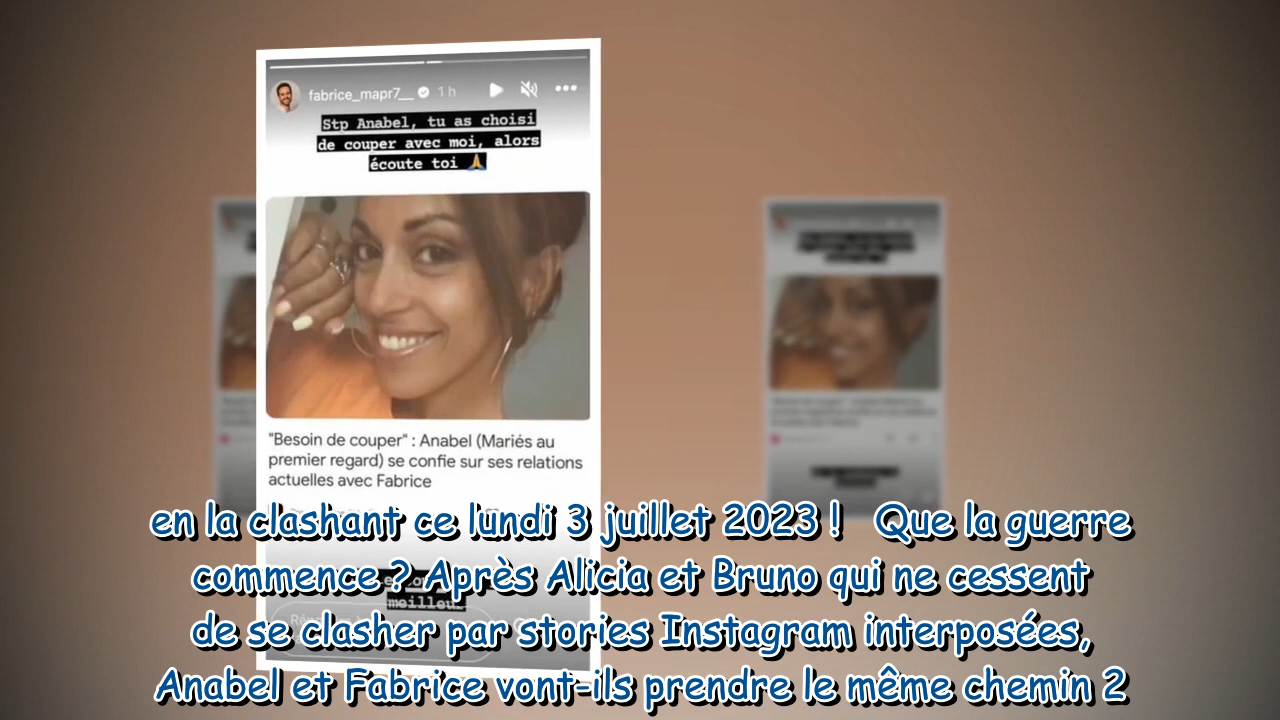 fabrice_mapr7__ 1 h
Stp Anabel, tu as choisi
de couper avec moi, alors
écoute toi 🙏
"Besoin de couper" : Anabel (Mariés au
premier regard) se confie sur ses relations
actuelles avec Fabrice
en la clashant ce lundi 3 juillet 2023 ! Que la guerre
commence ? Après Alicia et Bruno qui ne cessent
de se clasher par stories Instagram interposées,
Anabel et Fabrice vont-ils prendre le même chemin 2